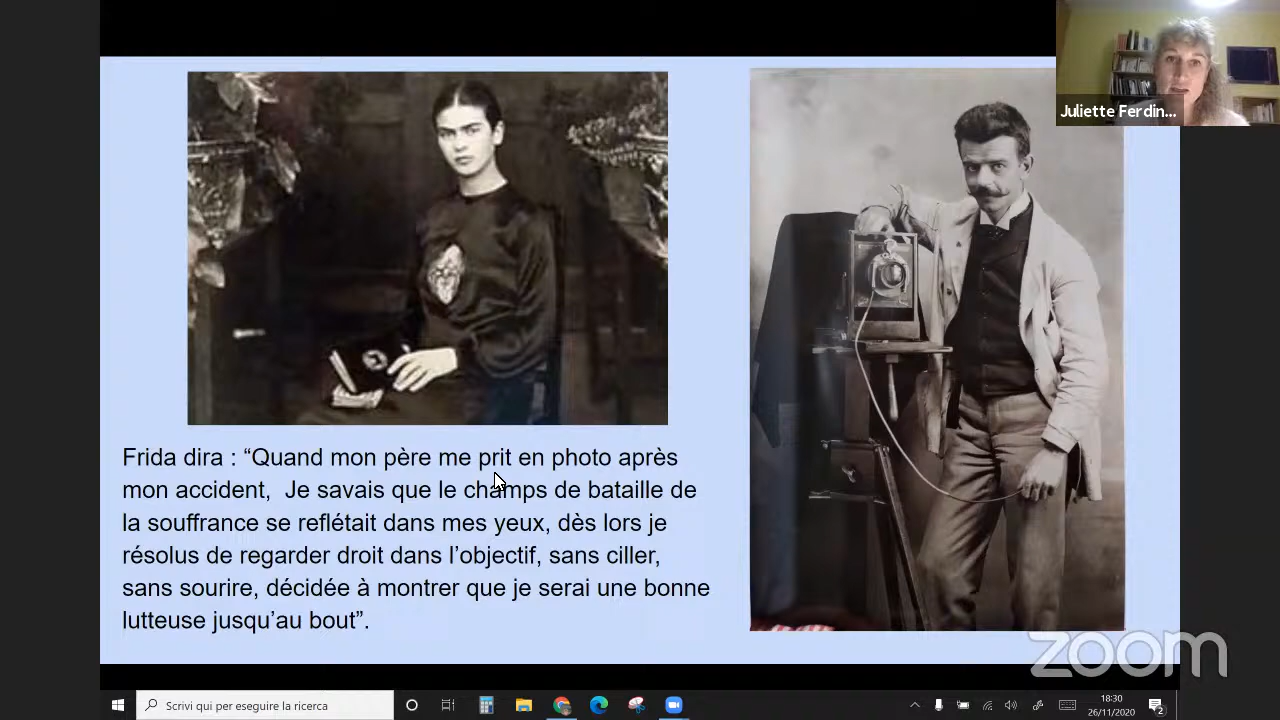 Juliette Ferdin...
Frida dira : “Quand mon père me prit en photo après
mon accident,  Je savais que le champs de bataille de
la souffrance se reflétait dans mes yeux, dès lors je
résolus de regarder droit dans l’objectif, sans ciller,
sans sourire, décidée à montrer que je serai une bonne
lutteuse jusqu’au bout”.
zoom
Scrivi qui per eseguire la ricerca
18:30
26/11/2020
2